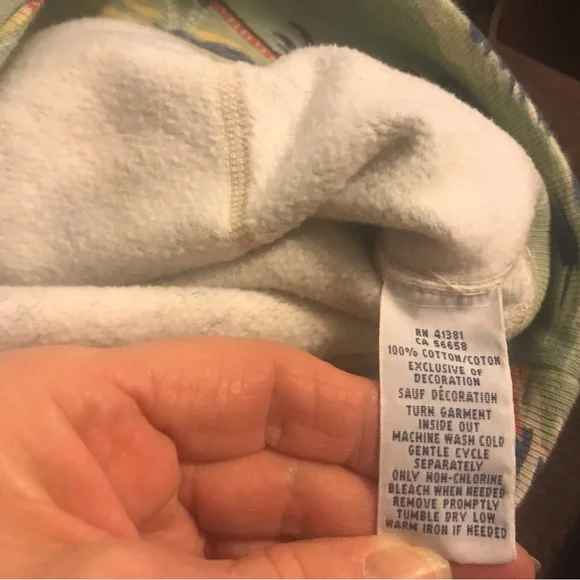 RN 41381
CA 56658
100% COTTON/COTON
EXCLUSIVE OF
DECORATION
SAUF DÉCORATION
TURN GARMENT
INSIDE OUT
MACHINE WASH COLD
GENTLE CYCLE
SEPARATELY
ONLY NON-CHLORINE
BLEACH WHEN NEEDED
REMOVE PROMPTLY
TUMBLE DRY LOW
WARM IRON IF NEEDED